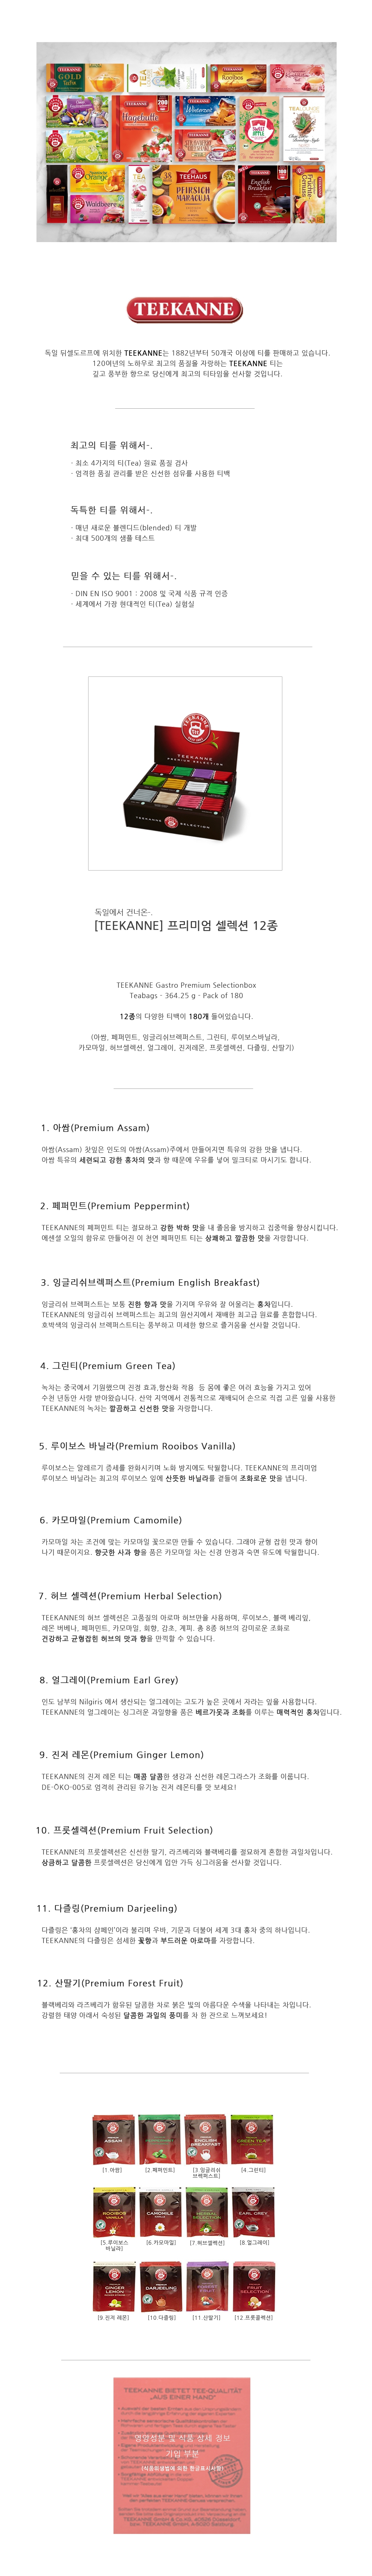 TEEKANNE
독일 뒤셀도르프에 위치한 TEEKANNE는 1882년부터 50개국 이상에 티를 판매하고 있습니다.
120여년의 노하우로 최고의 품질을 자랑하는 TEEKANNE 티는
깊고 풍부한 향으로 당신에게 최고의 티타임을 선사할 것입니다.
최고의 티를 위해서-.
· 최소 4가지의 티(Tea) 원료 품질 검사
· 엄격한 품질 관리를 받은 신선한 섬유를 사용한 티백
독특한 티를 위해서-.
· 매년 새로운 블렌디드(blended) 티 개발
· 최대 500개의 샘플 테스트
믿을 수 있는 티를 위해서-.
· DIN EN ISO 9001 : 2008 및 국제 식품 규격 인증
· 세계에서 가장 현대적인 티(Tea) 실험실
TEEKANNE
PREMIUM SELECTION
TEEKANNE SELECTION
독일에서 건너온-.
[TEEKANNE] 프리미엄 셀렉션 12종
TEEKANNE Gastro Premium Selectionbox
Teabags - 364.25 g - Pack of 180
12종의 다양한 티백이 180개 들어있습니다.
(아쌈, 페퍼민트, 잉글리쉬브렉퍼스트, 그린티, 루이보스바닐라,
카모마일, 허브셀렉션, 얼그레이, 진저레몬, 프룻셀렉션, 다즐링, 산딸기)
1. 아쌈(Premium Assam)
아쌈(Assam) 찻잎은 인도의 아쌈(Assam)주에서 만들어지면 특유의 강한 맛을 냅니다.
아쌈 특유의 세련되고 강한 홍차의 맛과 향 때문에 우유를 넣어 밀크티로 마시기도 합니다.
2. 페퍼민트(Premium Peppermint)
TEEKANNE의 페퍼민트 티는 절묘하고 강한 박하 맛을 내 졸음을 방지하고 집중력을 향상시킵니다.
에센셜 오일의 함유로 만들어진 이 천연 페퍼민트 티는 상쾌하고 깔끔한 맛을 자랑합니다.
3. 잉글리쉬브렉퍼스트(Premium English Breakfast)
잉글리쉬 브렉퍼스트는 보통 진한 향과 맛을 가지며 우유와 잘 어울리는 홍차입니다.
TEEKANNE의 잉글리쉬 브렉퍼스트는 최고의 원산지에서 재배한 최고급 원료를 혼합합니다.
호박색의 잉글리쉬 브렉퍼스트티는 풍부하고 미세한 향으로 즐거움을 선사할 것입니다.
4. 그린티(Premium Green Tea)
녹차는 중국에서 기원했으며 진정 효과,항산화 작용 등 몸에 좋은 여러 효능을 가지고 있어
수천 년동안 사랑 받아왔습니다. 산악 지역에서 전통적으로 재배되어 손으로 직접 고른 잎을 사용한
TEEKANNE의 녹차는 깔끔하고 신선한 맛을 자랑합니다.
5. 루이보스 바닐라(Premium Rooibos Vanilla)
루이보스는 알레르기 증세를 완화시키며 노화 방지에도 탁월합니다. TEEKANNE의 프리미엄
루이보스 바닐라는 최고의 루이보스 잎에 산뜻한 바닐라를 곁들여 조화로운 맛을 냅니다.
6. 카모마일(Premium Camomile)
카모마일 차는 조건에 맞는 카모마일 꽃으로만 만들 수 있습니다. 그래야 균형 잡힌 맛과 향이
나기 때문이지요. 향긋한 사과 향을 품은 카모마일 차는 신경 안정과 숙면 유도에 탁월합니다.
7. 허브 셀렉션(Premium Herbal Selection)
TEEKANNE의 허브 셀렉션은 고품질의 아로마 허브만을 사용하며, 루이보스, 블랙 베리잎,
레몬 버베나, 페퍼민트, 카모마일, 회향, 감초, 계피. 총 8종 허브의 감미로운 조화로
건강하고 균형잡힌 허브의 맛과 향을 만끽할 수 있습니다.
8. 얼그레이(Premium Earl Grey)
인도 남부의 Nilgiris 에서 생산되는 얼그레이는 고도가 높은 곳에서 자라는 잎을 사용합니다.
TEEKANNE의 얼그레이는 싱그러운 과일향을 품은 베르가못과 조화를 이루는 매력적인 홍차입니다.
9. 진저 레몬(Premium Ginger Lemon)
TEEKANNE의 진저 레몬 티는 매콤 달콤한 생강과 신선한 레몬그라스가 조화를 이룹니다.
DE-ÖKO-005로 엄격히 관리된 유기농 진저 레몬티를 맛 보세요!
10. 프룻셀렉션(Premium Fruit Selection)
TEEKANNE의 프룻셀렉션은 신선한 딸기, 라즈베리와 블랙베리를 절묘하게 혼합한 과일차입니다.
상큼하고 달콤한 프룻셀렉션은 당신에게 입안 가득 싱그러움을 선사할 것입니다.
11. 다즐링(Premium Darjeeling)
다즐링은 '홍차의 샴페인'이라 불리며 우바, 기문과 더불어 세계 3대 홍차 중의 하나입니다.
TEEKANNE의 다즐링은 섬세한 꽃향과 부드러운 아로마를 자랑합니다.
12. 산딸기(Premium Forest Fruit)
블랙베리와 라즈베리가 함유된 달콤한 차로 붉은 빛의 아름다운 수색을 나타내는 차입니다.
강렬한 태양 아래서 숙성된 달콤한 과일의 풍미를 차 한 잔으로 느껴보세요!
[1.아쌈] [2.페퍼민트] [3.잉글리쉬 브렉퍼스트] [4.그린티]
[5.루이보스 바닐라] [6.카모마일] [7.허브셀렉션] [8.얼그레이]
[9.진저 레몬] [10.다즐링] [11.산딸기] [12.프룻콜렉션]
TEEKANNE BIETET TEE-QUALITÄT
„AUS EINER HAND"
영양성분 및 식품 상세 정보
기입 부분
(식품위생법에 의한 한글표시사항)